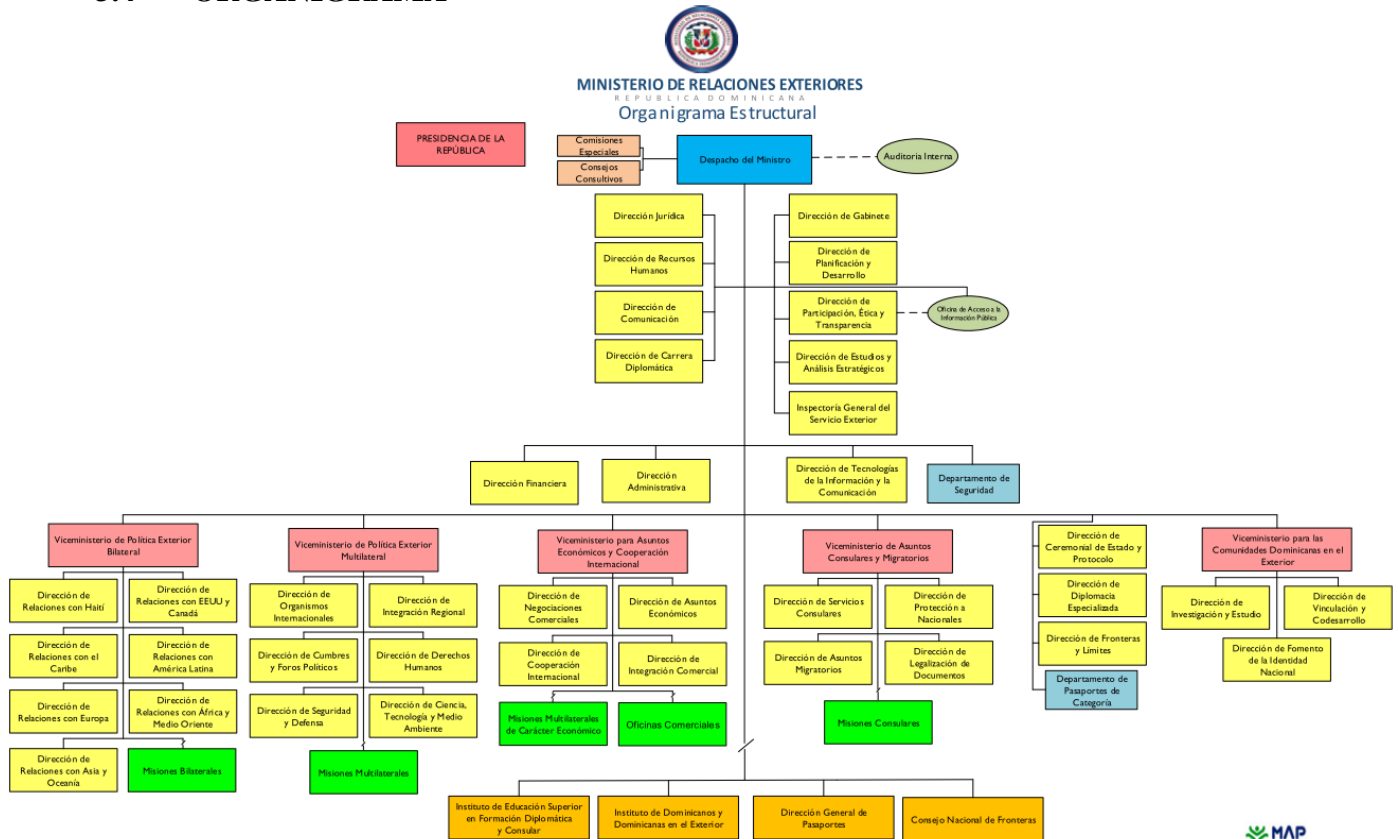 MINISTERIO DE RELACIONES EXTERIORES
REPUBLICA DOMINICANA
Organigrama Estructural
PRESIDENCIA DE LA
REPÚBLICA
Comisiones
Especiales
Consejos
Consultivos
Despacho del Ministro
Auditoría Interna
Dirección Jurídica
Dirección de Gabinete
Dirección de Recursos
Humanos
Dirección de
Planificación y
Desarrollo
Dirección de
Comunicación
Dirección de
Participación, Ética y
Transparencia
Oficina de Acceso a la
Información Pública
Dirección de Carrera
Diplomática
Dirección de Estudios y
Análisis Estratégicos
Inspectoría General del
Servicio Exterior
Dirección Financiera
Dirección
Administrativa
Dirección de Tecnologías
de la Información y la
Comunicación
Departamento de
Seguridad
Viceministerio de Política Exterior
Bilateral
Viceministerio de Política Exterior
Multilateral
Viceministerio para Asuntos
Económicos y Cooperación
Internacional
Viceministerio de Asuntos
Consulares y Migratorios
Dirección de
Ceremonial de Estado y
Protocolo
Viceministerio para las
Comunidades Dominicanas en el
Exterior
Dirección de
Relaciones con Haití
Dirección de
Relaciones con EEUU y
Canadá
Dirección de
Organismos
Internacionales
Dirección de
Integración Regional
Dirección de
Negociaciones
Comerciales
Dirección de Asuntos
Económicos
Dirección de Servicios
Consulares
Dirección de
Protección a
Nacionales
Dirección de
Diplomacia
Especializada
Dirección de
Investigación y Estudio
Dirección de
Vinculación y
Codesarrollo
Dirección de
Relaciones con el
Caribe
Dirección de
Relaciones con
América Latina
Dirección de Cumbres
y Foros Políticos
Dirección de Derechos
Humanos
Dirección de
Cooperación
Internacional
Dirección de
Integración Comercial
Dirección de Asuntos
Migratorios
Dirección de
Legalización de
Documentos
Dirección de Fronteras
y Límites
Dirección de Fomento
de la Identidad
Nacional
Dirección de
Relaciones con Europa
Dirección de
Relaciones con África y
Medio Oriente
Dirección de Seguridad
y Defensa
Dirección de Ciencia,
Tecnología y Medio
Ambiente
Misiones Multilaterales
de Carácter Económico
Oficinas Comerciales
Misiones Consulares
Departamento de
Pasaportes de
Categoría
Dirección de
Relaciones con Asia y
Oceanía
Misiones Bilaterales
Misiones Multilaterales
Instituto de Educación Superior
en Formación Diplomática
y Consular
Instituto de Dominicanos y
Dominicanas en el Exterior
Dirección General de
Pasaportes
Consejo Nacional de Fronteras
MAP